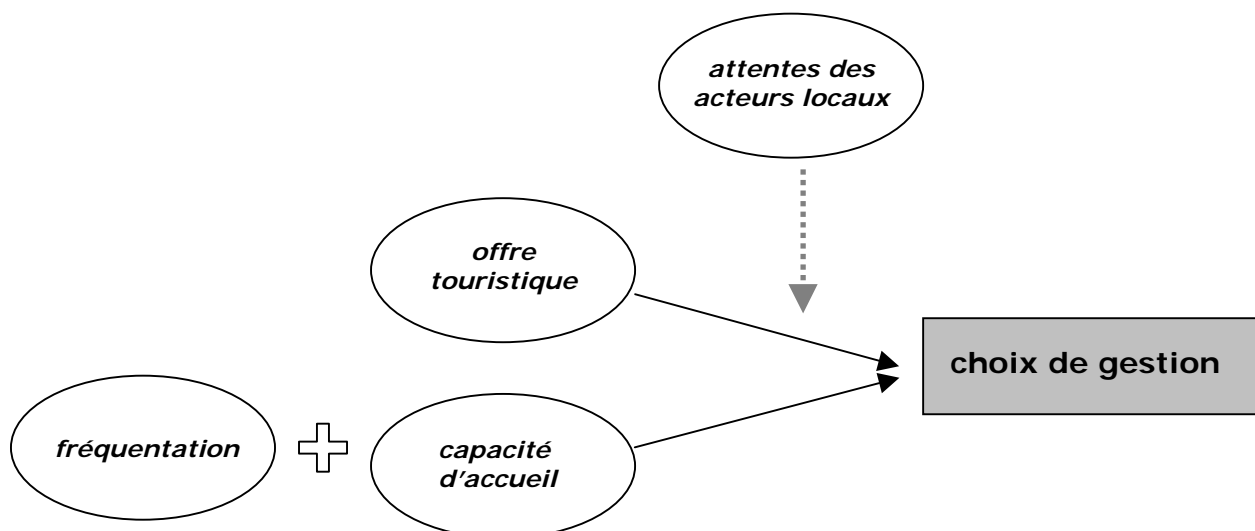 attentes des
acteurs locaux
offre
touristique
choix de gestion
fréquentation
capacité
d'accueil